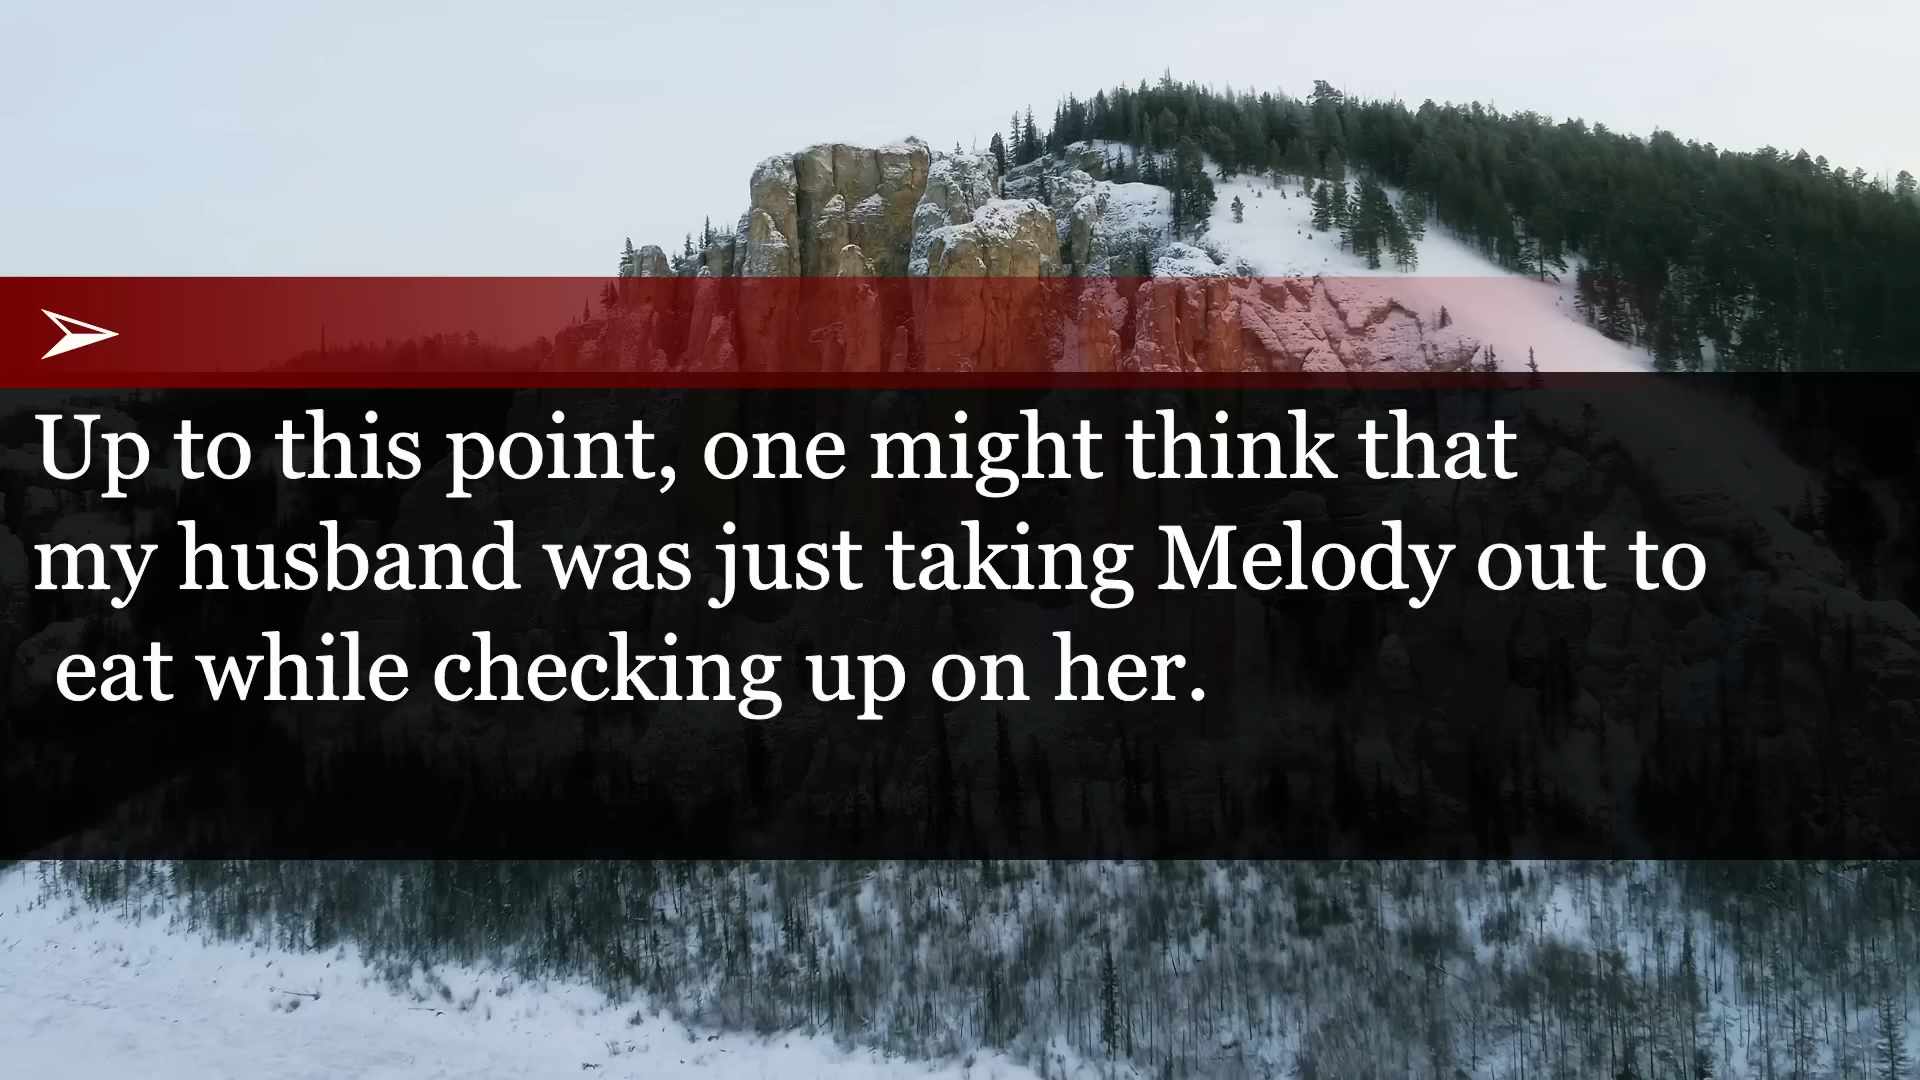 Up to this point, one might think that
my husband was just taking Melody out to
eat while checking up on her.